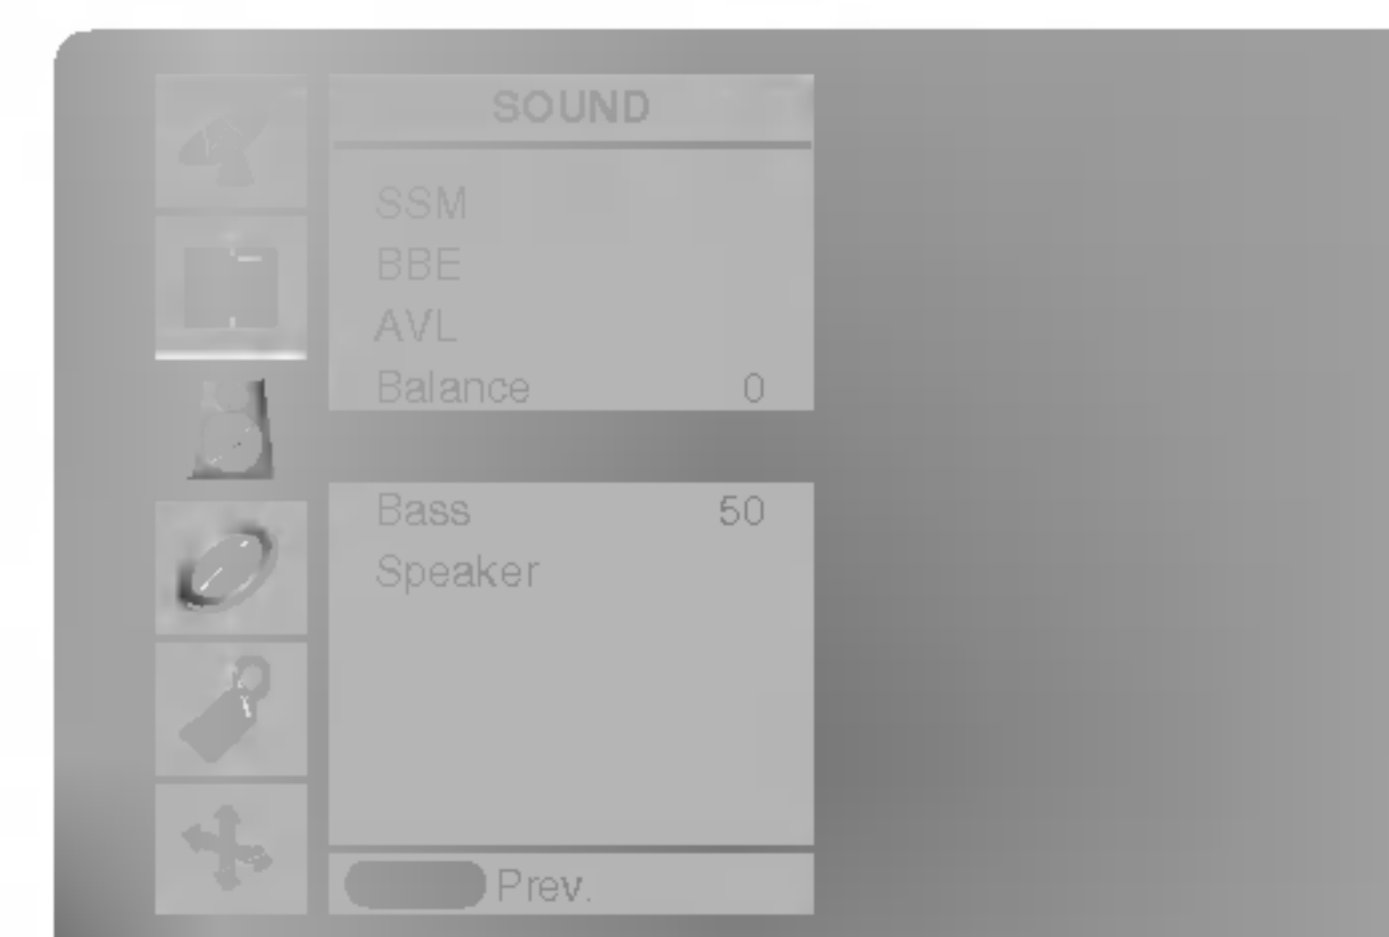 SOUND
SSM
BBE
AVL
Balance 0
Bass 50
Speaker
Prev.